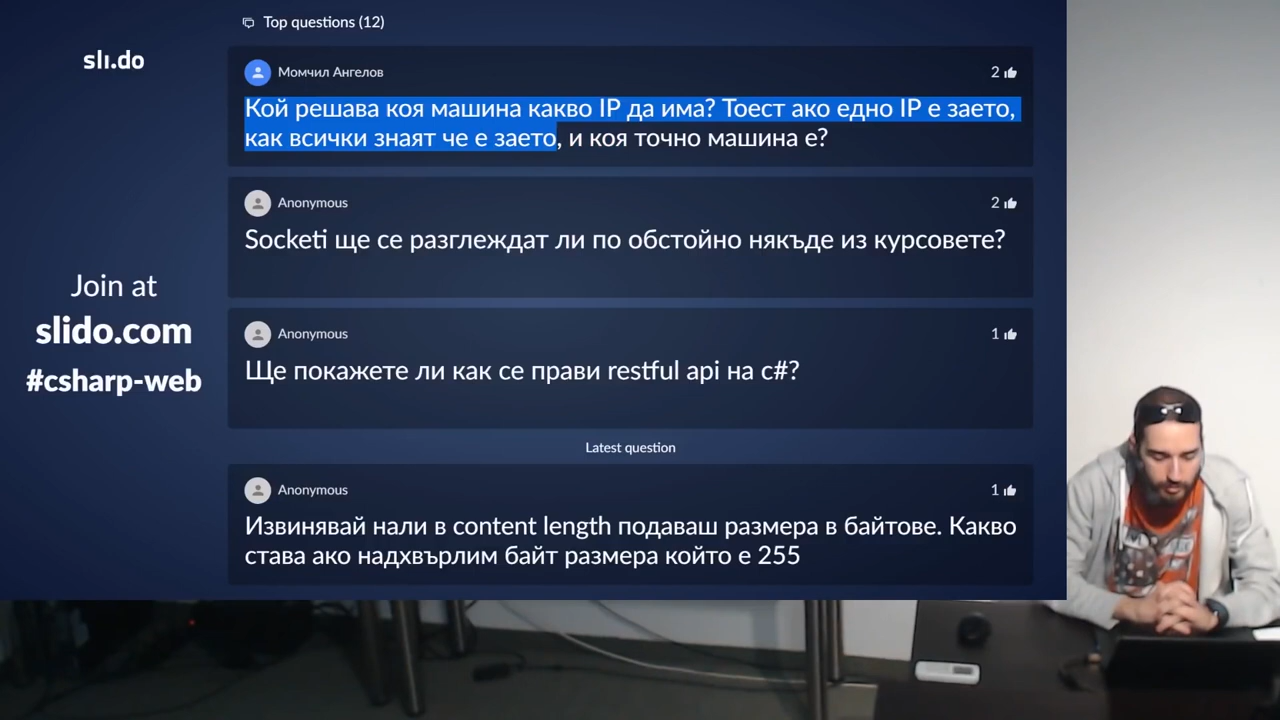 Top questions (12)
sli.do
Момчил Ангелов
2
Кой решава коя машина какво IP да има? Тоест ако едно IP е заето,
как всички знаят че е заето, и коя точно машина е?
Anonymous
2
Socketi ще се разглеждат ли по обстойно някъде из курсовете?
Join at
slido.com
#csharp-web
Anonymous
1
Ще покажете ли как се прави restful api на c#?
Latest question
Anonymous
1
Извинявай нали в content length подаваш размера в байтове. Какво
става ако надхвърлим байт размера който е 255